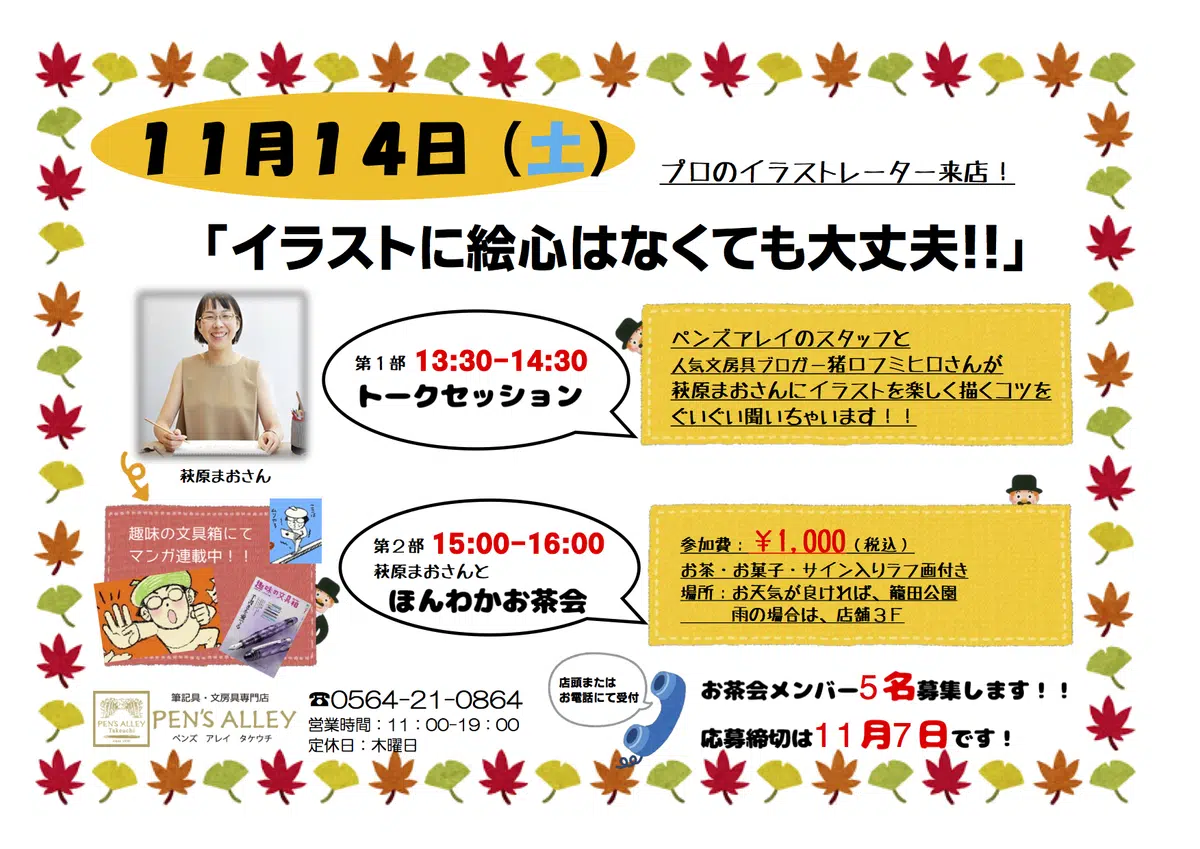 11月14日（土）
プロのイラストレーター来店！
「イラストに絵心はなくても大丈夫!!」
第１部 13:30-14:30
トークセッション
ペンズアレイのスタッフと
人気文房具ブロガー猪口フミヒロさんが
萩原まおさんにイラストを楽しく描くコツを
ぐいぐい聞いちゃいます！！
萩原まおさん
趣味の文具箱にて
マンガ連載中！！
趣味の文具箱
第２部 15:00-16:00
萩原まおさんと
ほんわかお茶会
参加費：￥1,000（税込）
お茶・お菓子・サイン入りラフ画付き
場所：お天気が良ければ、籠田公園
雨の場合は、店舗３Ｆ
店頭または
お電話にて受付
お茶会メンバー5名募集します！！
応募締切は11月7日です！
PEN'S ALLEY
Takeuchi
筆記具・文房具専門店
PEN'S ALLEY
ペンズ アレイ タケウチ
☎0564-21-0864
営業時間：11：00-19：00
定休日：木曜日